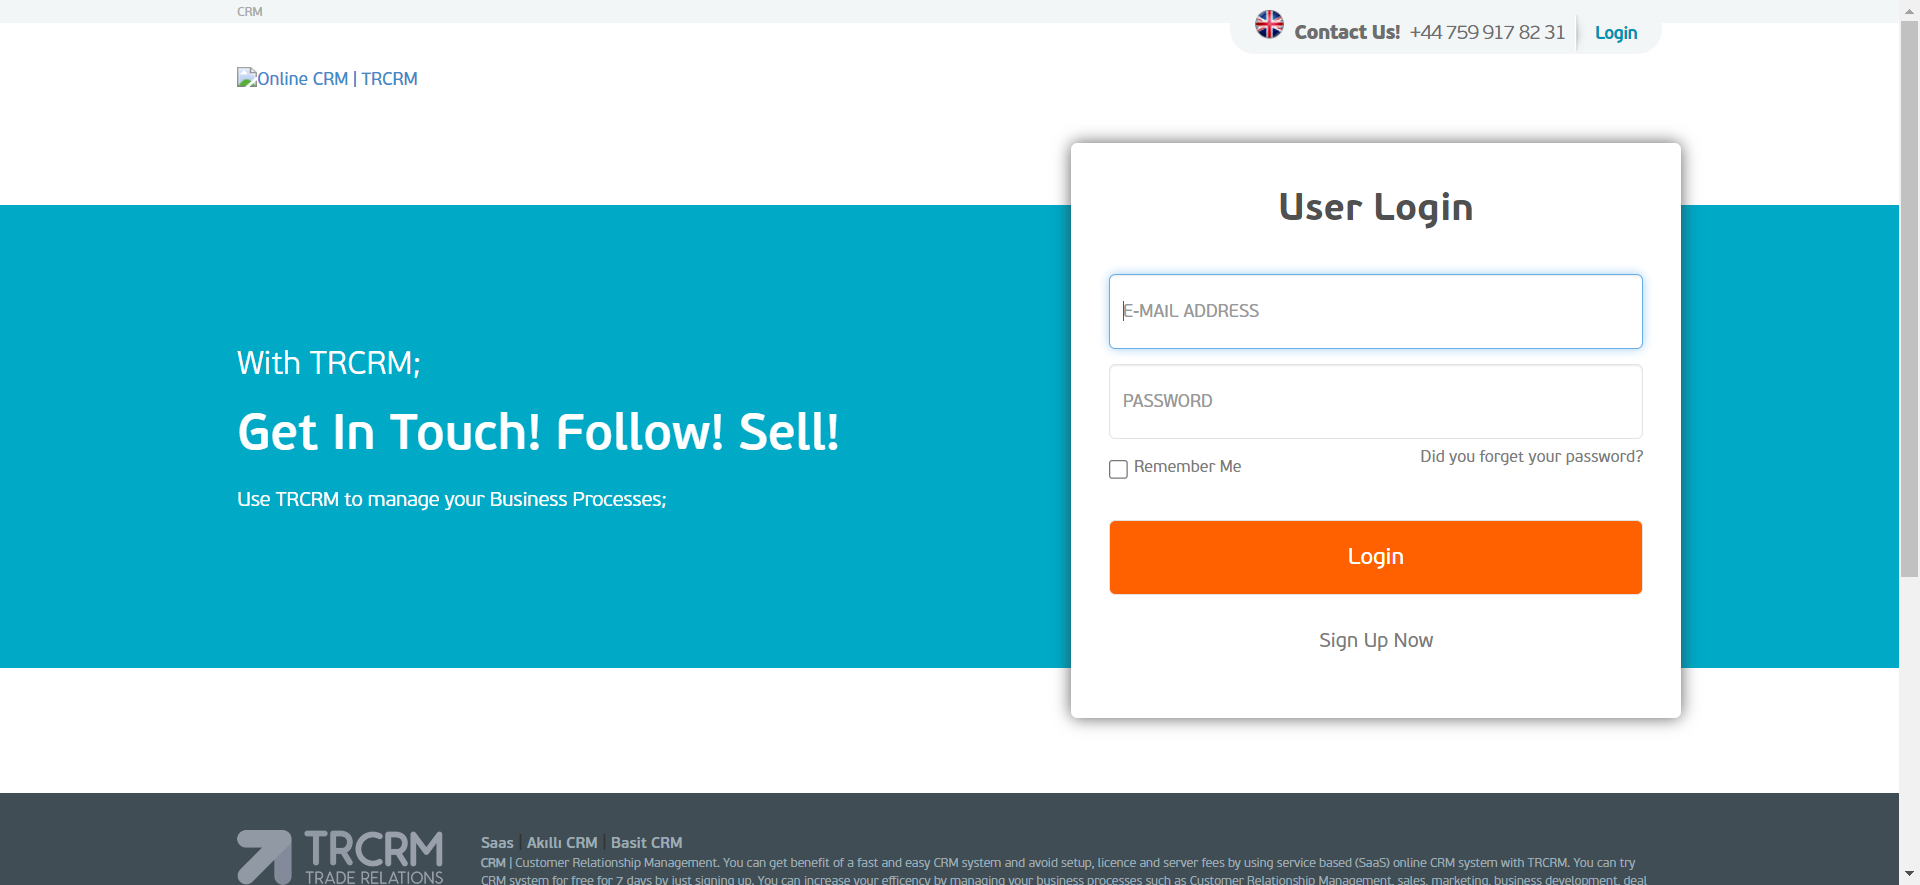 CRM
Contact Us! +44 759 917 82 31 Login
Online CRM | TRCRM
User Login
E-MAIL ADDRESS
With TRCRM;
PASSWORD
Get In Touch! Follow! Sell!
Did you forget your password?
Remember Me
Use TRCRM to manage your Business Processes;
Login
Sign Up Now
TRCRM
TRADE RELATIONS
Saas | Akıllı CRM | Basit CRM
CRM | Customer Relationship Management. You can get benefit of a fast and easy CRM system and avoid setup, licence and server fees by using service based (SaaS) online CRM system with TRCRM. You can try
CRM system for free for 7 days by just signing up. You can increase your efficency by managing your business processes such as Customer Relationship Management, sales, marketing, business development, deal